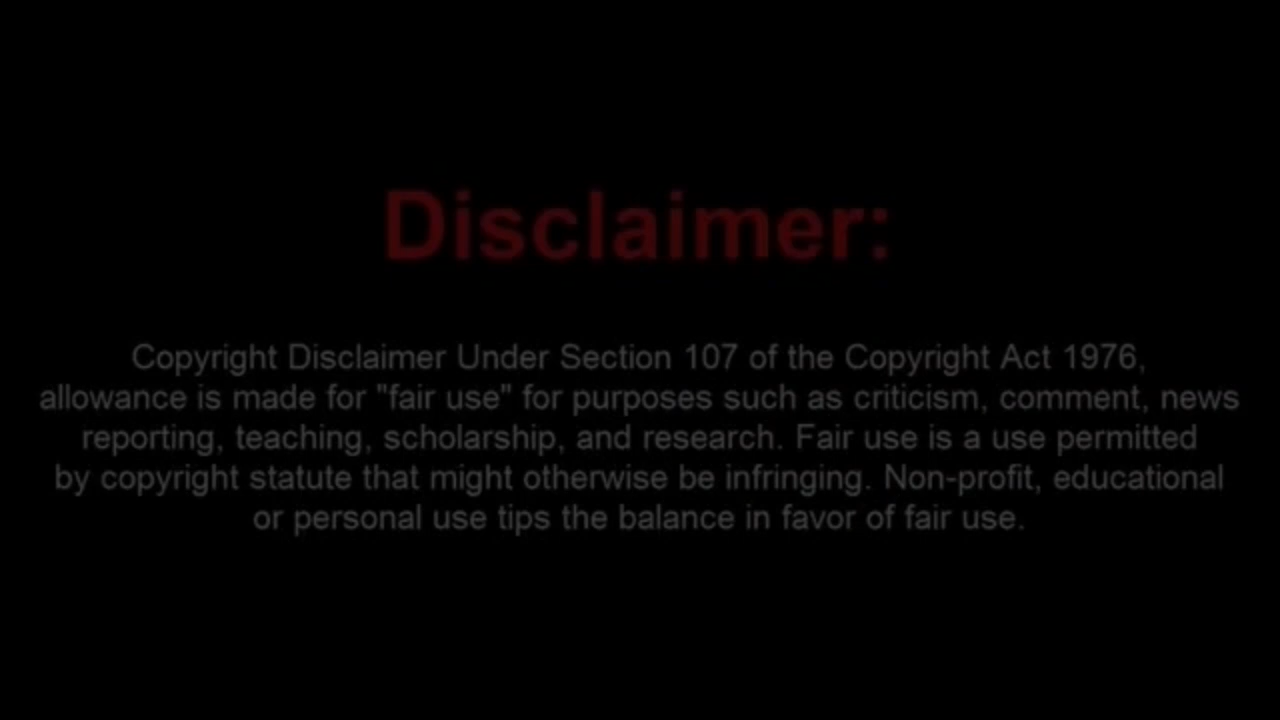 Disclaimer:
Copyright Disclaimer Under Section 107 of the Copyright Act 1976,
allowance is made for "fair use" for purposes such as criticism, comment, news
reporting, teaching, scholarship, and research. Fair use is a use permitted
by copyright statute that might otherwise be infringing. Non-profit, educational
or personal use tips the balance in favor of fair use.